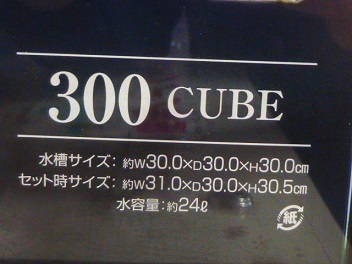 300 CUBE
水槽サイズ: 約W30.0×D30.0×H30.0cm
セット時サイズ: 約W31.0×D30.0×H30.5cm
水容量: 約24ℓ
紙